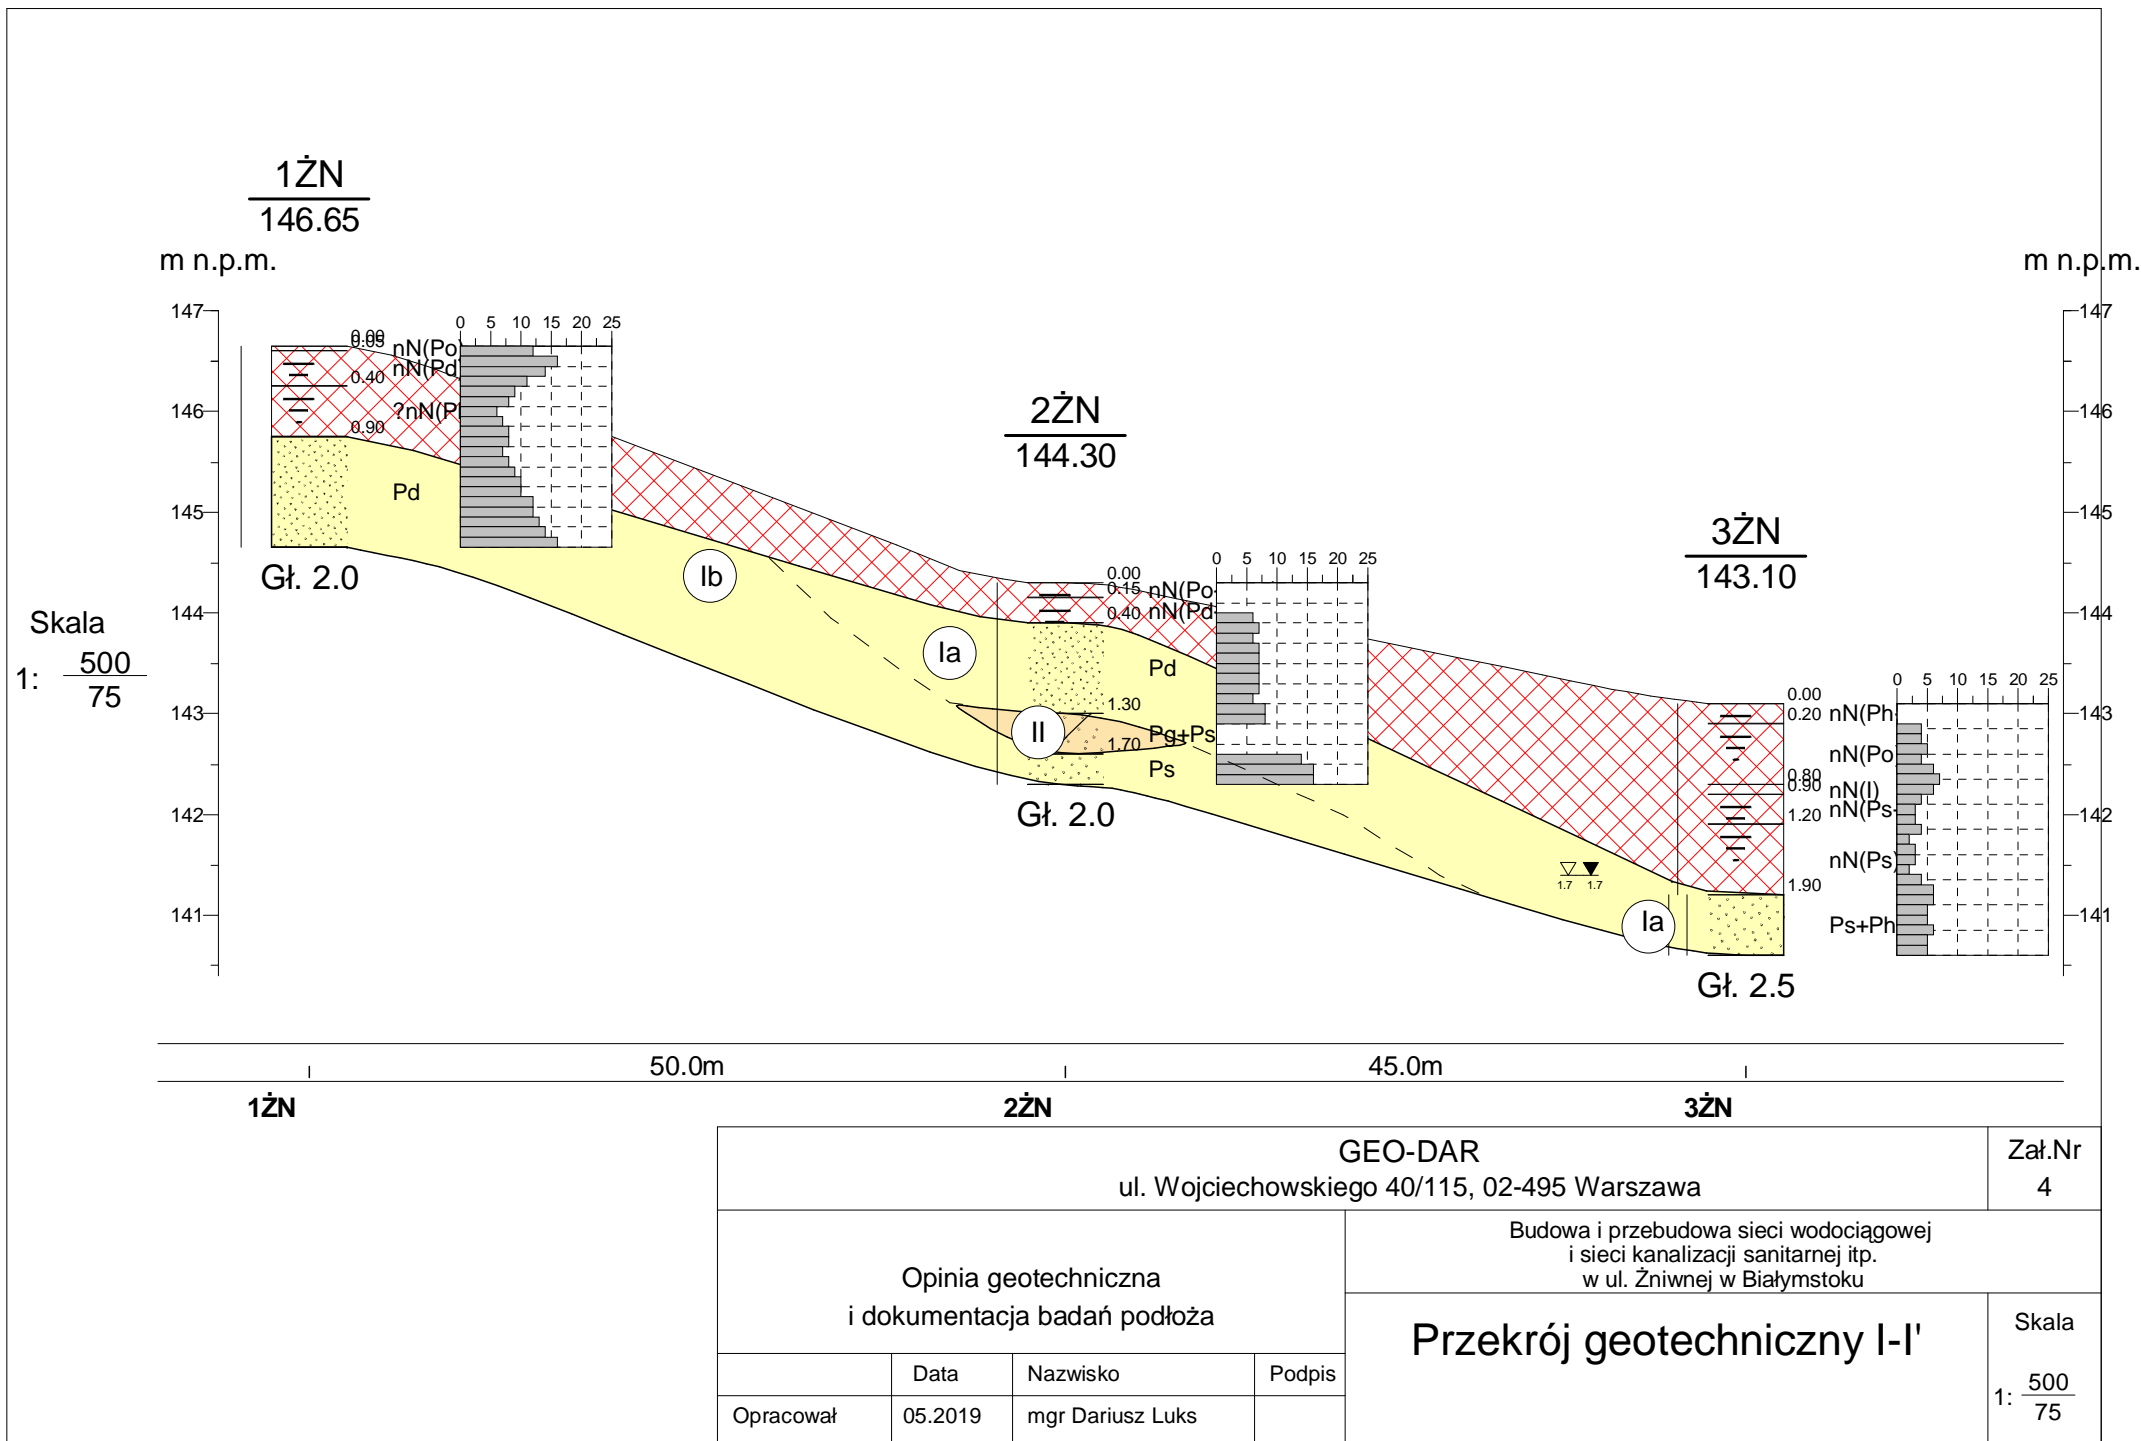 1ŻN
146.65
m n.p.m.
m n.p.m.
147
146
145
144
143
142
141
147
146
145
144
143
142
141
Skala
1: 500
75
0.00
0.05
0.40
0.90
nN(Po
nN(Pd
?nN(P
Pd
0 5 10 15 20 25
Gł. 2.0
Ib
2ŻN
144.30
0.00
0.15
0.40
1.30
1.70
nN(Po
nN(Pd
Pd
Pg+Ps
Ps
0 5 10 15 20 25
Gł. 2.0
Ia
II
3ŻN
143.10
0.00
0.20
0.80
0.90
1.20
1.90
nN(Ph
nN(Po
nN(I)
nN(Ps
nN(Ps)
Ps+Ph
0 5 10 15 20 25
1.7 1.7
Ia
Gł. 2.5
50.0m 45.0m
1ŻN 2ŻN 3ŻN
GEO-DAR
ul. Wojciechowskiego 40/115, 02-495 Warszawa
Zał.Nr
4
Opinia geotechniczna
i dokumentacja badań podłoża
Budowa i przebudowa sieci wodociągowej
i sieci kanalizacji sanitarnej itp.
w ul. Żniwnej w Białymstoku
Przekrój geotechniczny I-I'
Skala
1: 500
75
Data Nazwisko Podpis
Opracował 05.2019 mgr Dariusz Luks